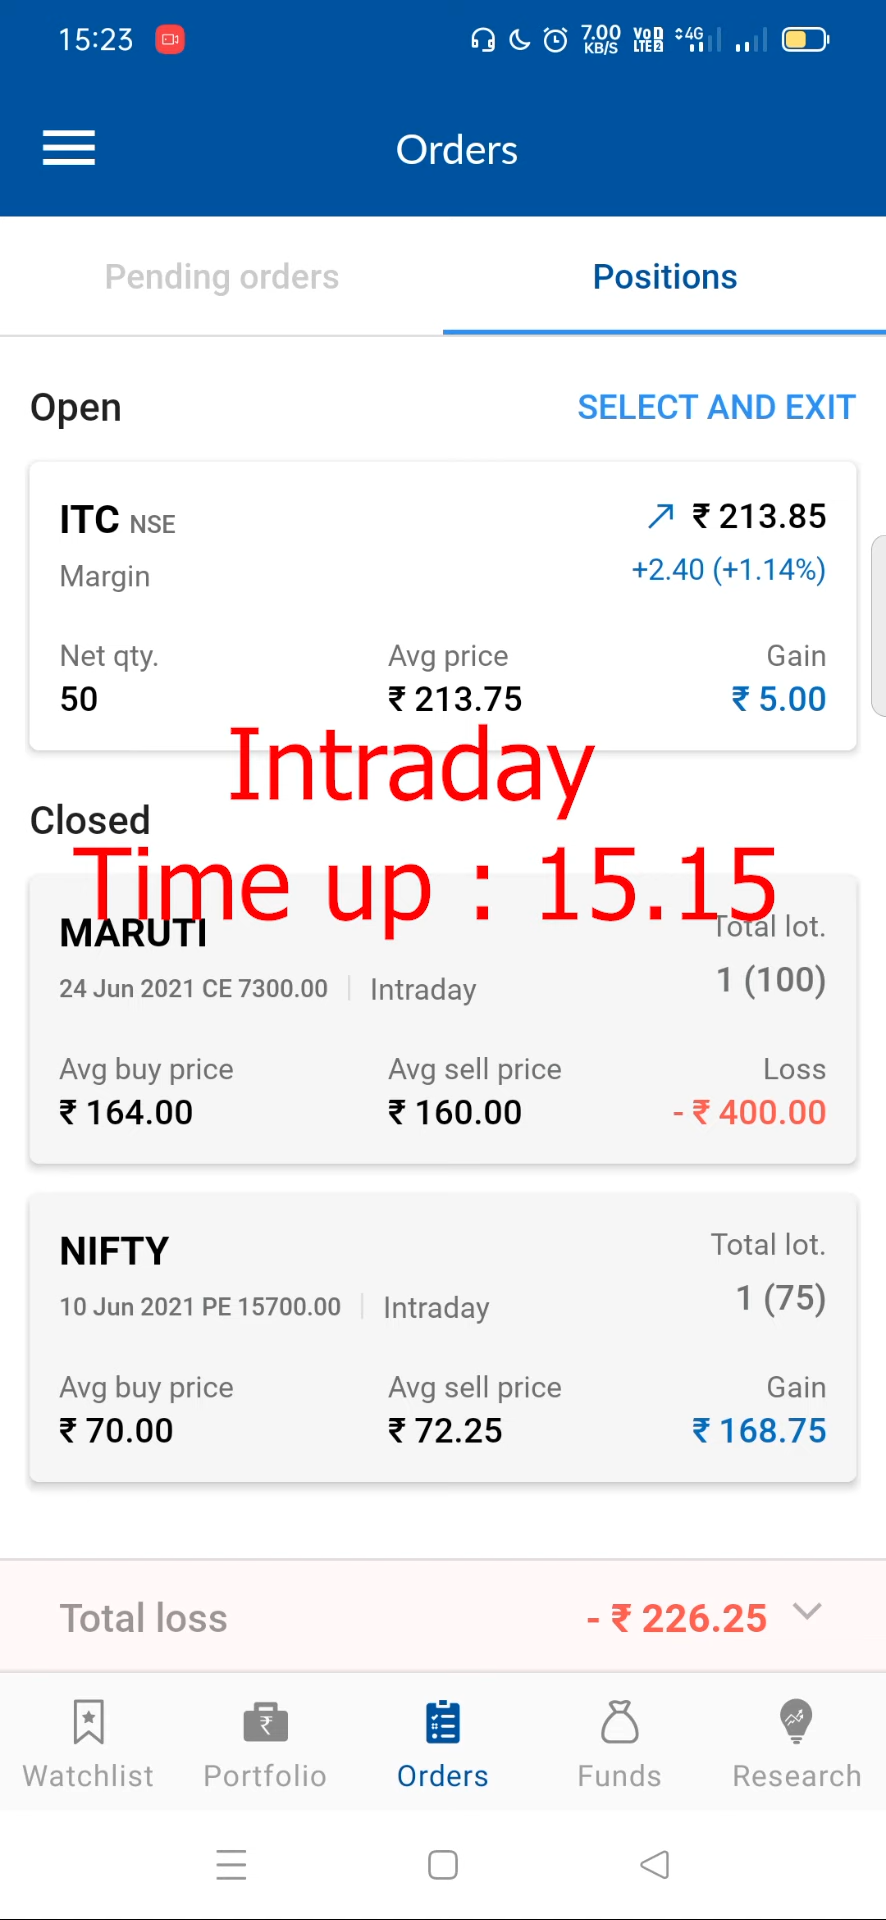 15:23 7.00 KB/S VoD LTE2 4G
Orders
Pending orders Positions
Open SELECT AND EXIT
ITC NSE ₹ 213.85
Margin +2.40 (+1.14%)
Net qty. Avg price Gain
50 ₹ 213.75 ₹ 5.00
Intraday
Closed
Time up : 15.15
MARUTI Total lot.
24 Jun 2021 CE 7300.00 Intraday 1 (100)
Avg buy price Avg sell price Loss
₹ 164.00 ₹ 160.00 - ₹ 400.00
NIFTY Total lot.
10 Jun 2021 PE 15700.00 Intraday 1 (75)
Avg buy price Avg sell price Gain
₹ 70.00 ₹ 72.25 ₹ 168.75
Total loss - ₹ 226.25
Watchlist Portfolio Orders Funds Research